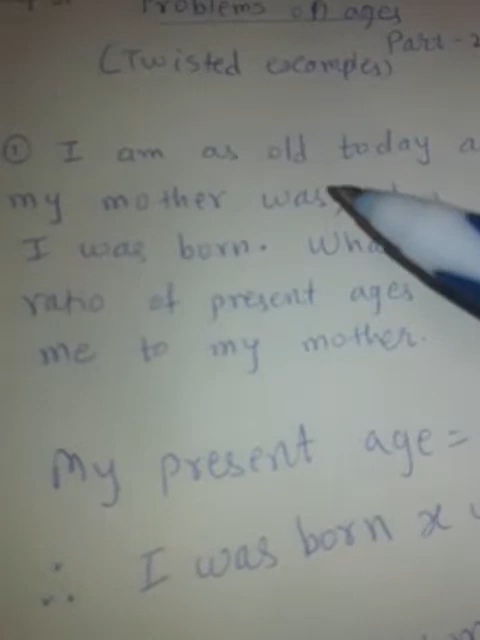 Problems on ages
Part - 2
(Twisted examples)
① I am as old today a
my mother was,
I was born. Wha
ratio of present ages
me to my mother.
My present age =
∴ I was born x